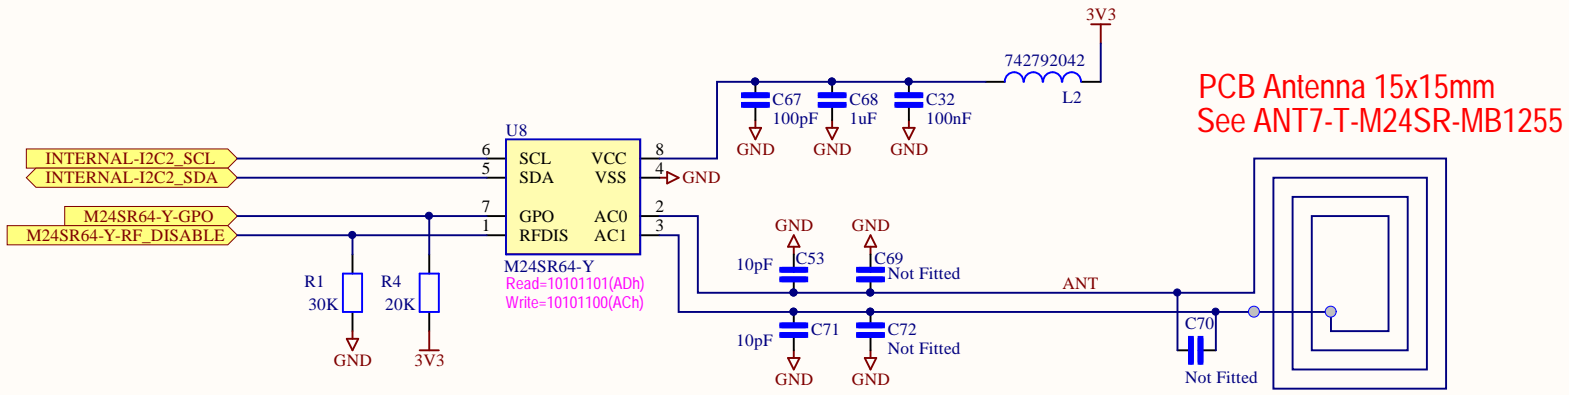 3V3
742792042
L2
PCB Antenna 15x15mm
See ANT7-T-M24SR-MB1255
C67
100pF
C68
1uF
C32
100nF
GND
GND
GND
U8
INTERNAL-I2C2_SCL
6
SCL
VCC
8
INTERNAL-I2C2_SDA
5
SDA
VSS
4
GND
M24SR64-Y-GPO
7
GPO
AC0
2
M24SR64-Y-RF_DISABLE
1
RFDIS
AC1
3
M24SR64-Y
Read=10101101(ADh)
Write=10101100(ACh)
R1
30K
R4
20K
GND
3V3
GND
GND
10pF
C53
C69
Not Fitted
ANT
10pF
C71
C72
Not Fitted
GND
GND
C70
Not Fitted